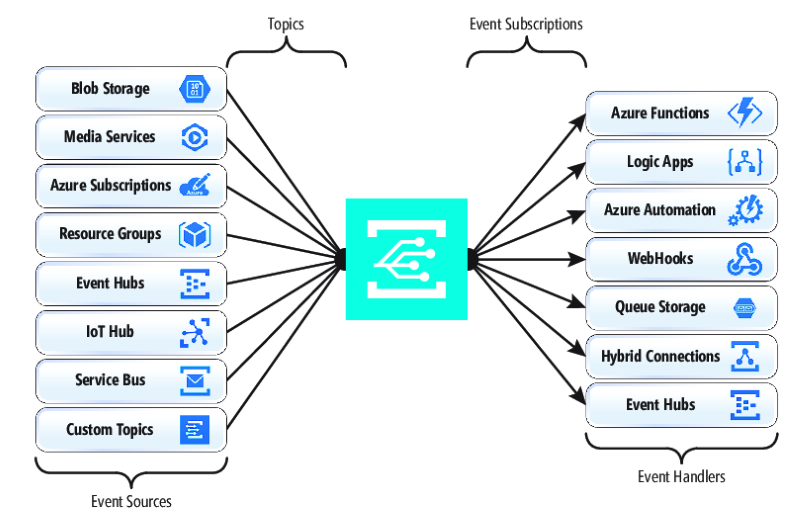 Topics
Event Subscriptions
Blob Storage
Media Services
Azure Subscriptions
Azure
Resource Groups
Event Hubs
IoT Hub
Service Bus
Custom Topics
Event Sources
Azure Functions
Logic Apps
Azure Automation
WebHooks
Queue Storage
Hybrid Connections
Event Hubs
Event Handlers